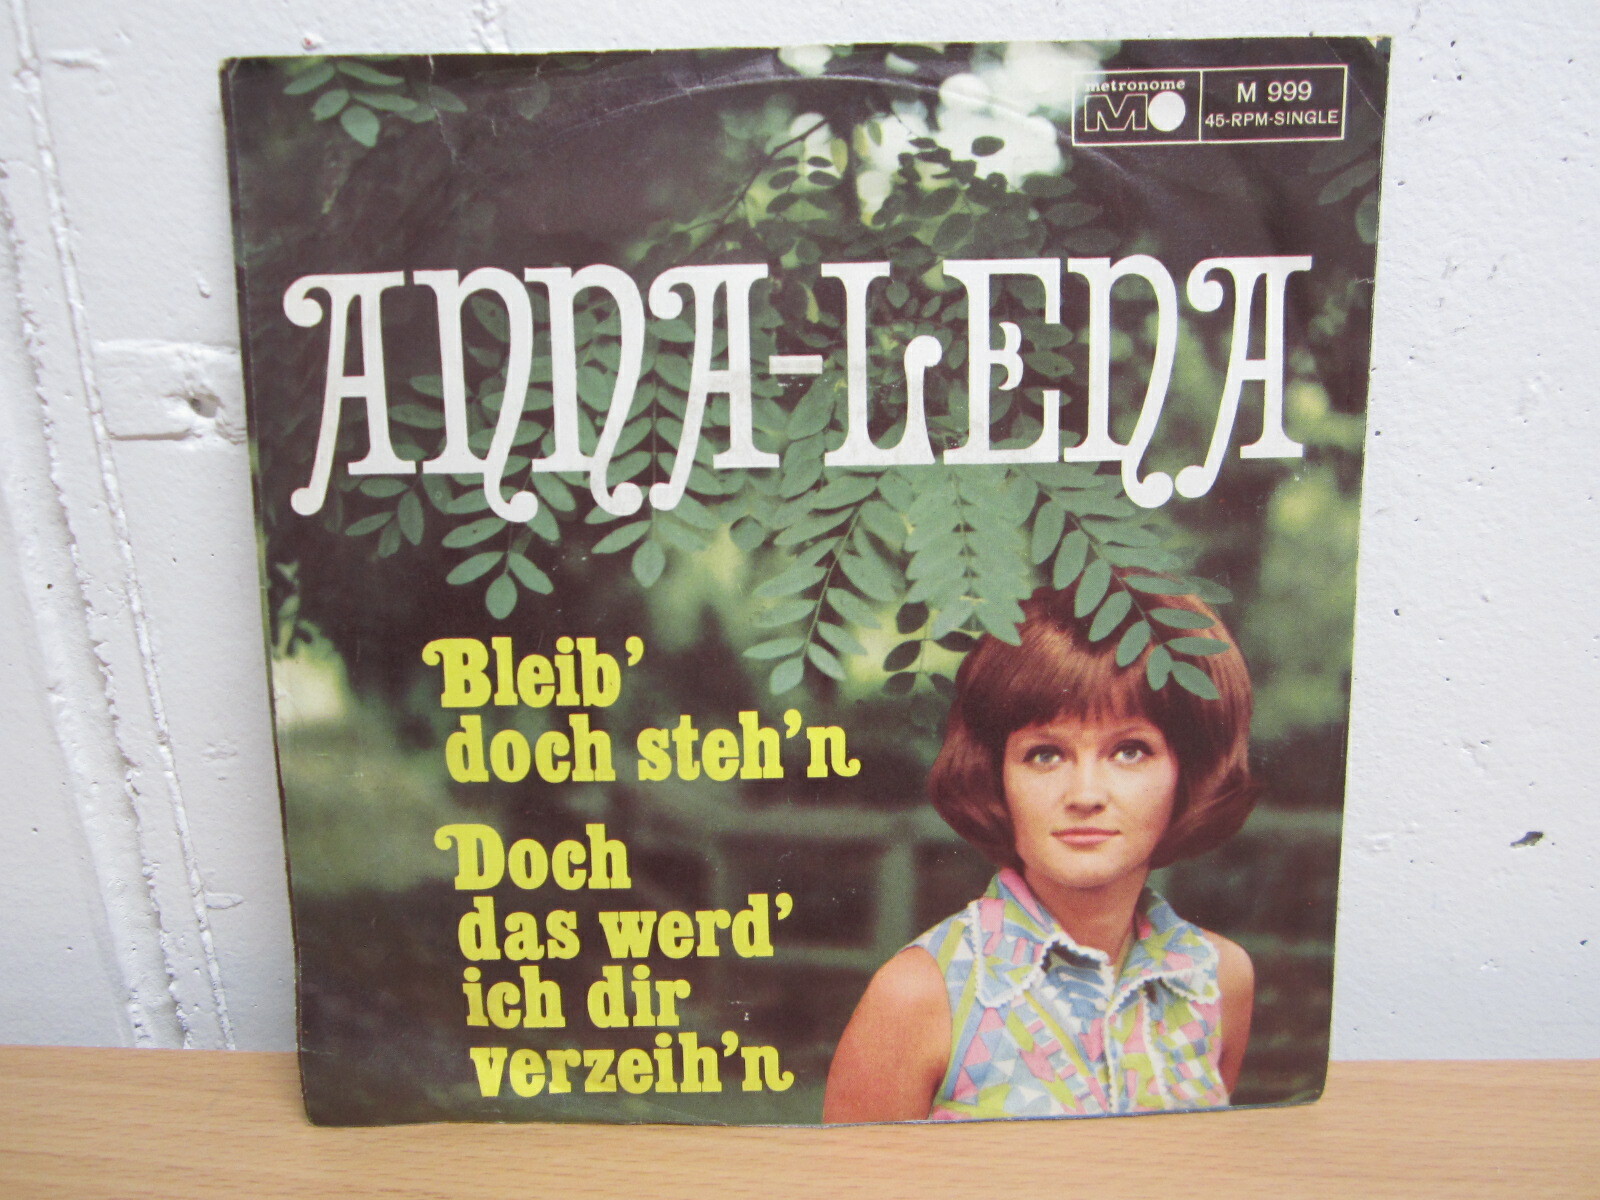 metronome
M 999
45-RPM-SINGLE
ANNA-LENA
Bleib'
doch steh'n
Doch
das werd'
ich dir
verzeih'n